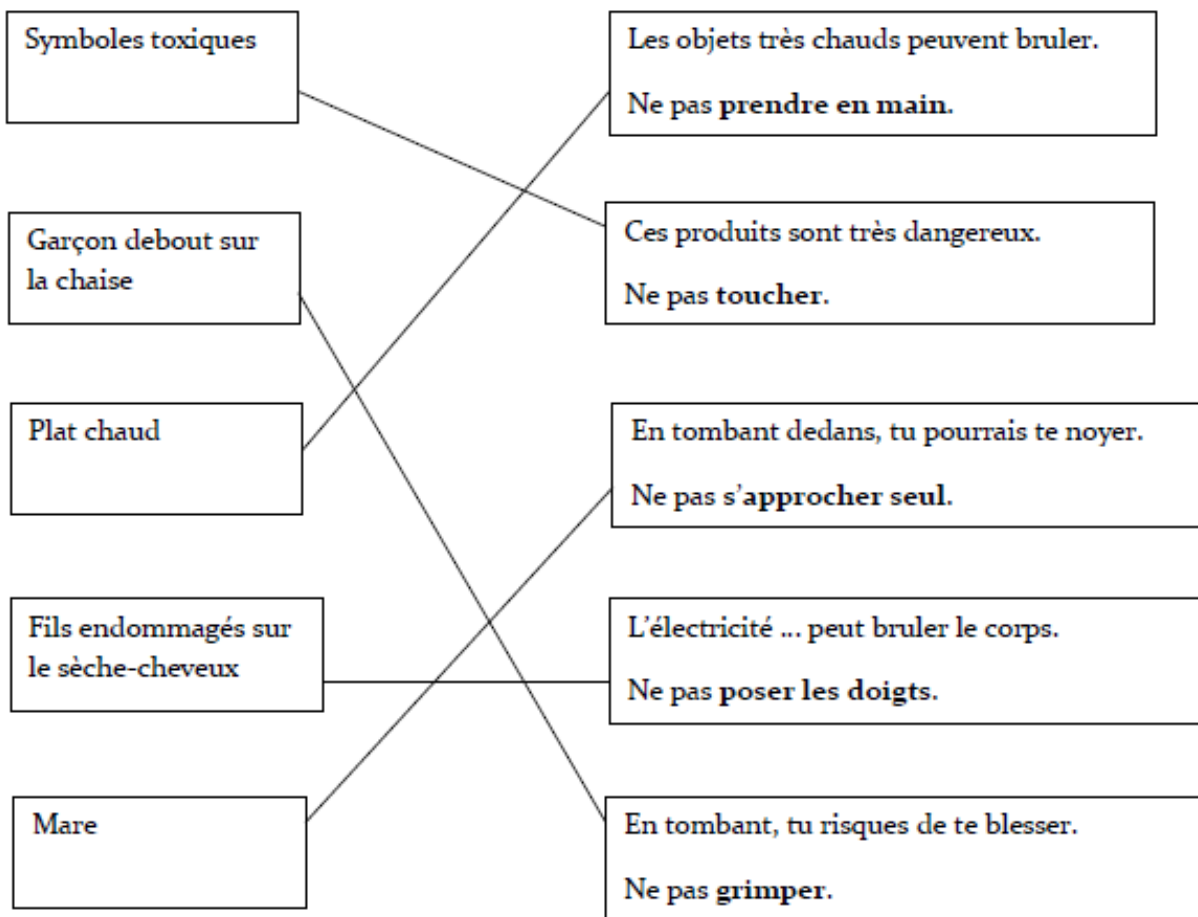 Symboles toxiques
Les objets très chauds peuvent bruler.
Ne pas prendre en main.
Garçon debout sur
la chaise
Ces produits sont très dangereux.
Ne pas toucher.
Plat chaud
En tombant dedans, tu pourrais te noyer.
Ne pas s'approcher seul.
Fils endommagés sur
le sèche-cheveux
L'électricité ... peut bruler le corps.
Ne pas poser les doigts.
Mare
En tombant, tu risques de te blesser.
Ne pas grimper.